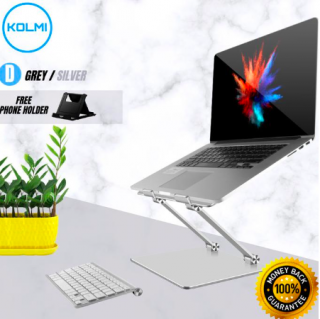 KOLMI
D GREY / SILVER
FREE
PHONE HOLDER
MONEY BACK
100%
GUARANTEE